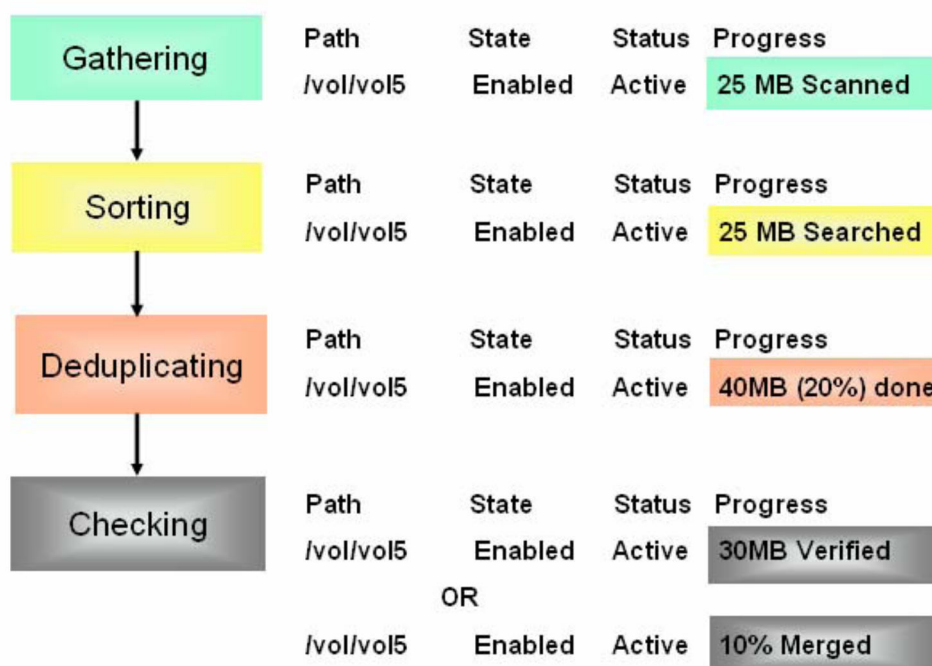 Gathering
Path State Status Progress
/vol/vol5 Enabled Active 25 MB Scanned
Sorting
Path State Status Progress
/vol/vol5 Enabled Active 25 MB Searched
Deduplicating
Path State Status Progress
/vol/vol5 Enabled Active 40MB (20%) done
Checking
Path State Status Progress
/vol/vol5 Enabled Active 30MB Verified
OR
/vol/vol5 Enabled Active 10% Merged